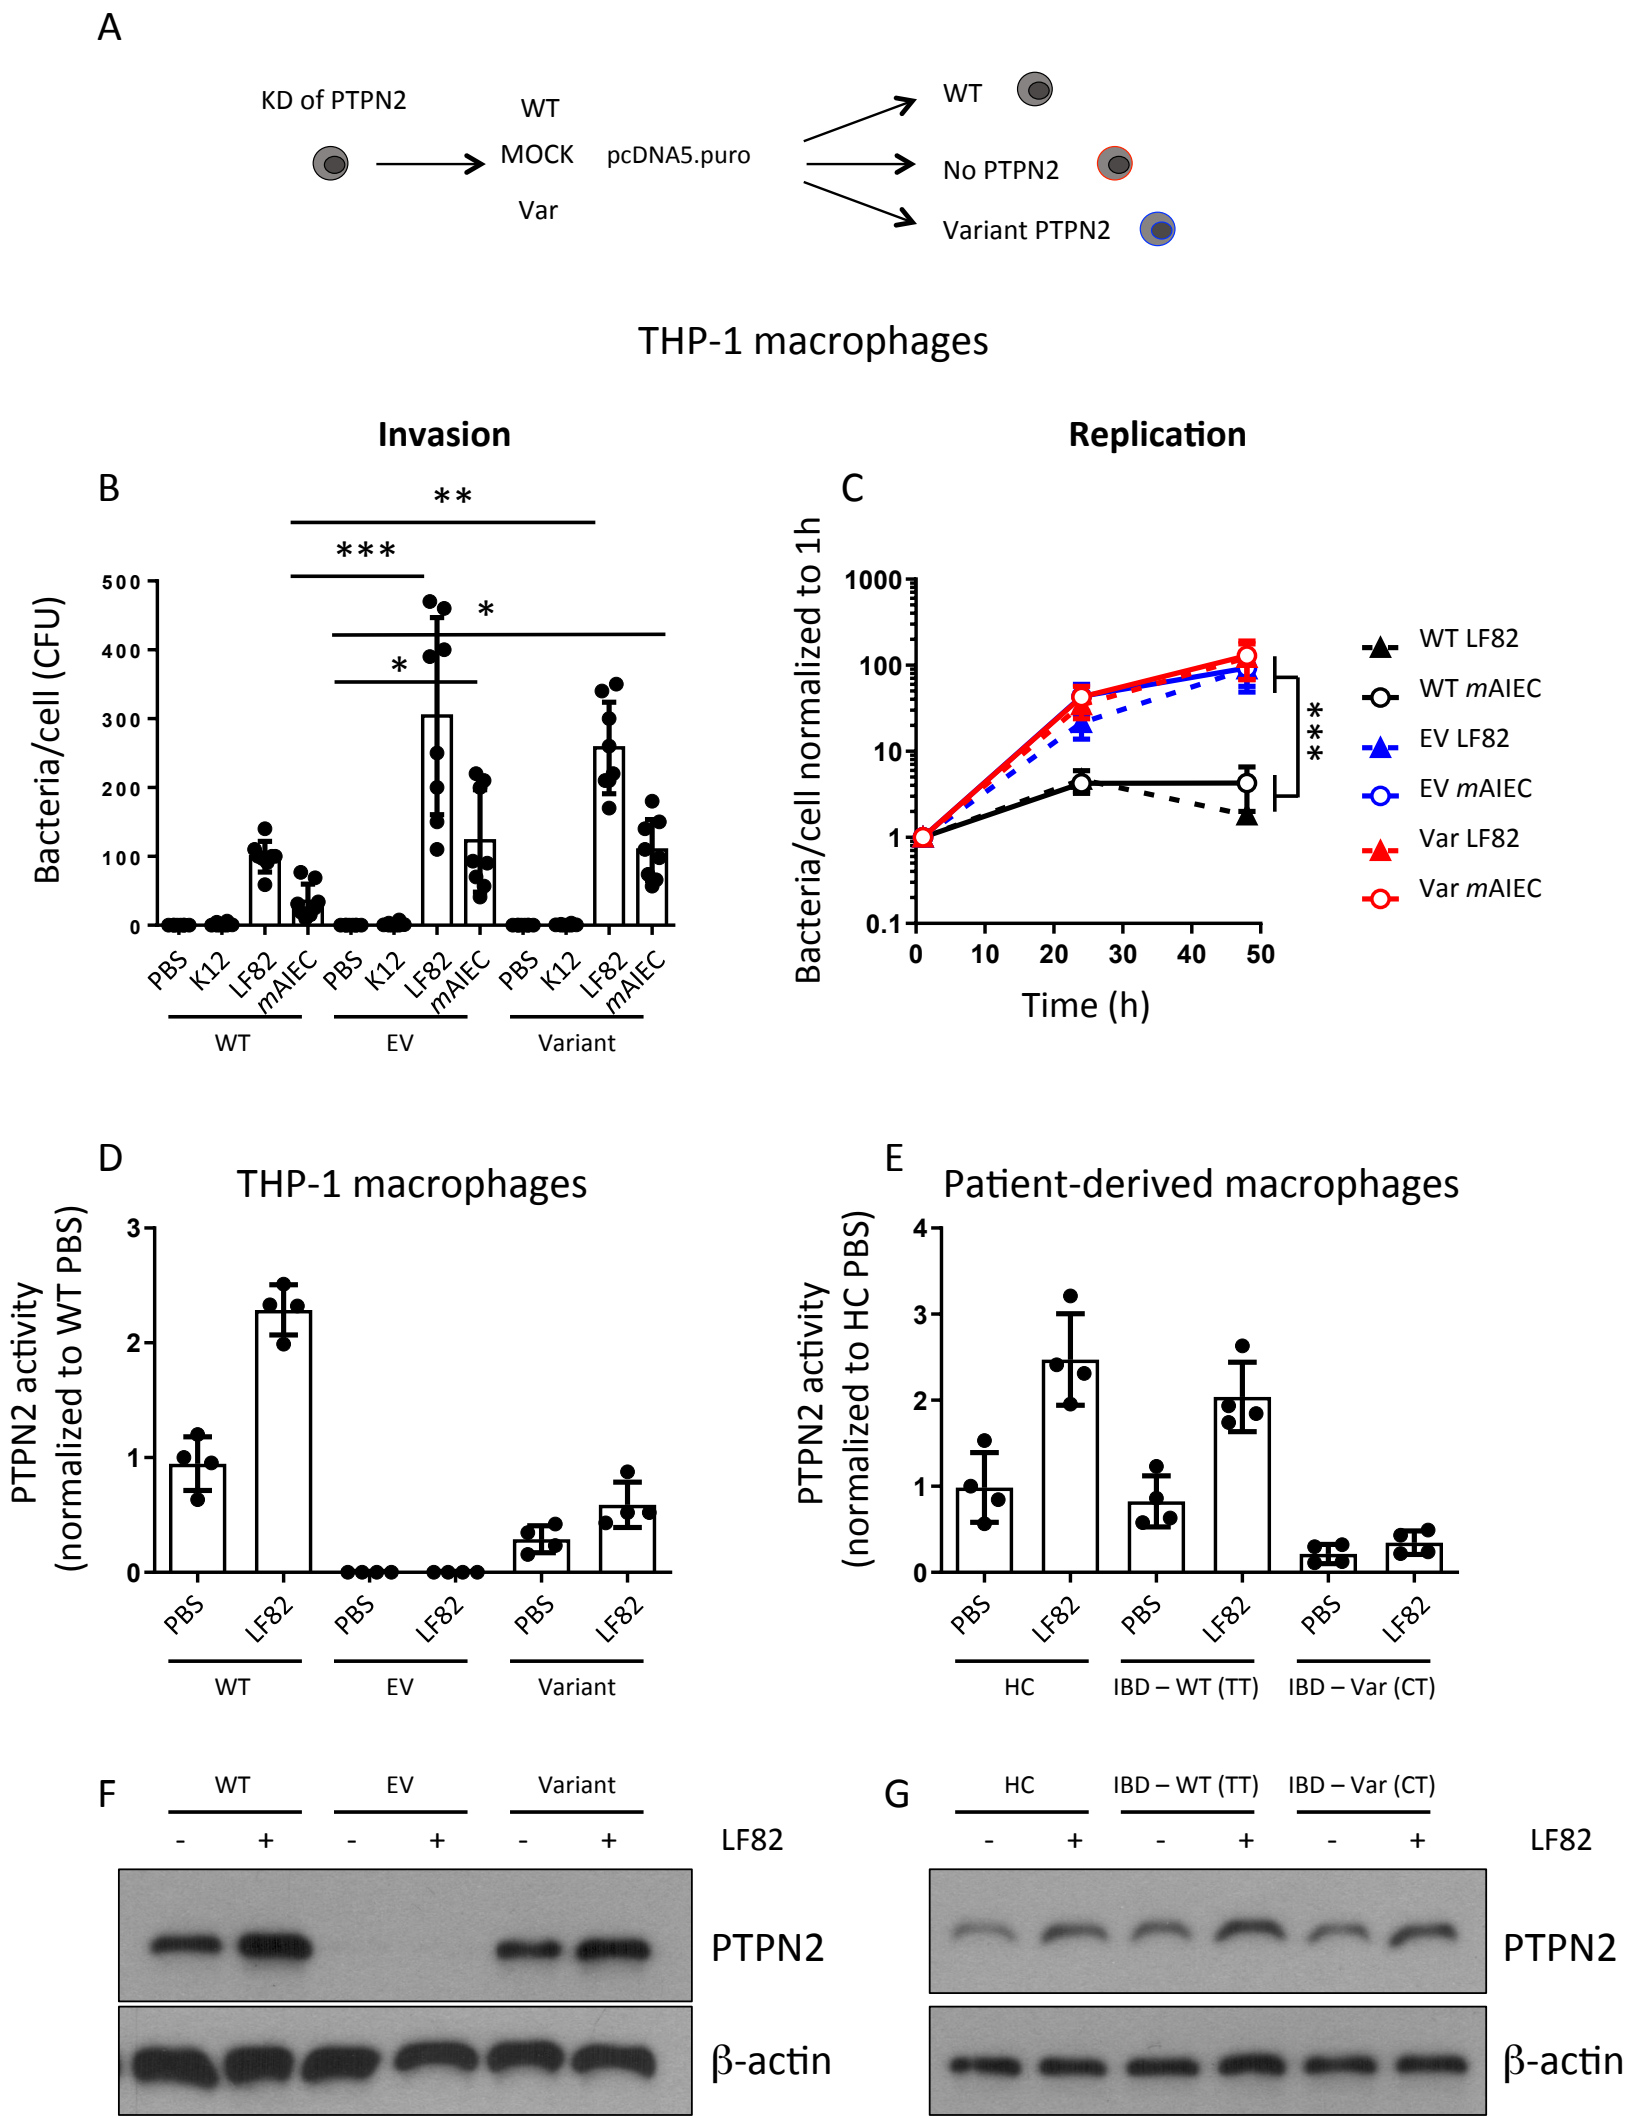 A
KD of PTPN2
WT
MOCK
Var
pcDNA5.puro
WT
No PTPN2
Variant PTPN2
THP-1 macrophages
Invasion
Replication
B
**
***
*
*
Bacteria/cell (CFU)
500
400
300
200
100
0
PBS
K12
LF82
mAIEC
PBS
K12
LF82
mAIEC
PBS
K12
LF82
mAIEC
WT
EV
Variant
C
Bacteria/cell normalized to 1h
1000
100
10
1
0.1
0
10
20
30
40
50
Time (h)
***
WT LF82
WT mAIEC
EV LF82
EV mAIEC
Var LF82
Var mAIEC
D
THP-1 macrophages
PTPN2 activity
(normalized to WT PBS)
3
2
1
0
PBS
LF82
PBS
LF82
PBS
LF82
WT
EV
Variant
E
Patient-derived macrophages
PTPN2 activity
(normalized to HC PBS)
4
3
2
1
0
PBS
LF82
PBS
LF82
PBS
LF82
HC
IBD – WT (TT)
IBD – Var (CT)
F
WT
EV
Variant
- + - + - + LF82
PTPN2
β-actin
G
HC
IBD – WT (TT)
IBD – Var (CT)
- + - + - + LF82
PTPN2
β-actin